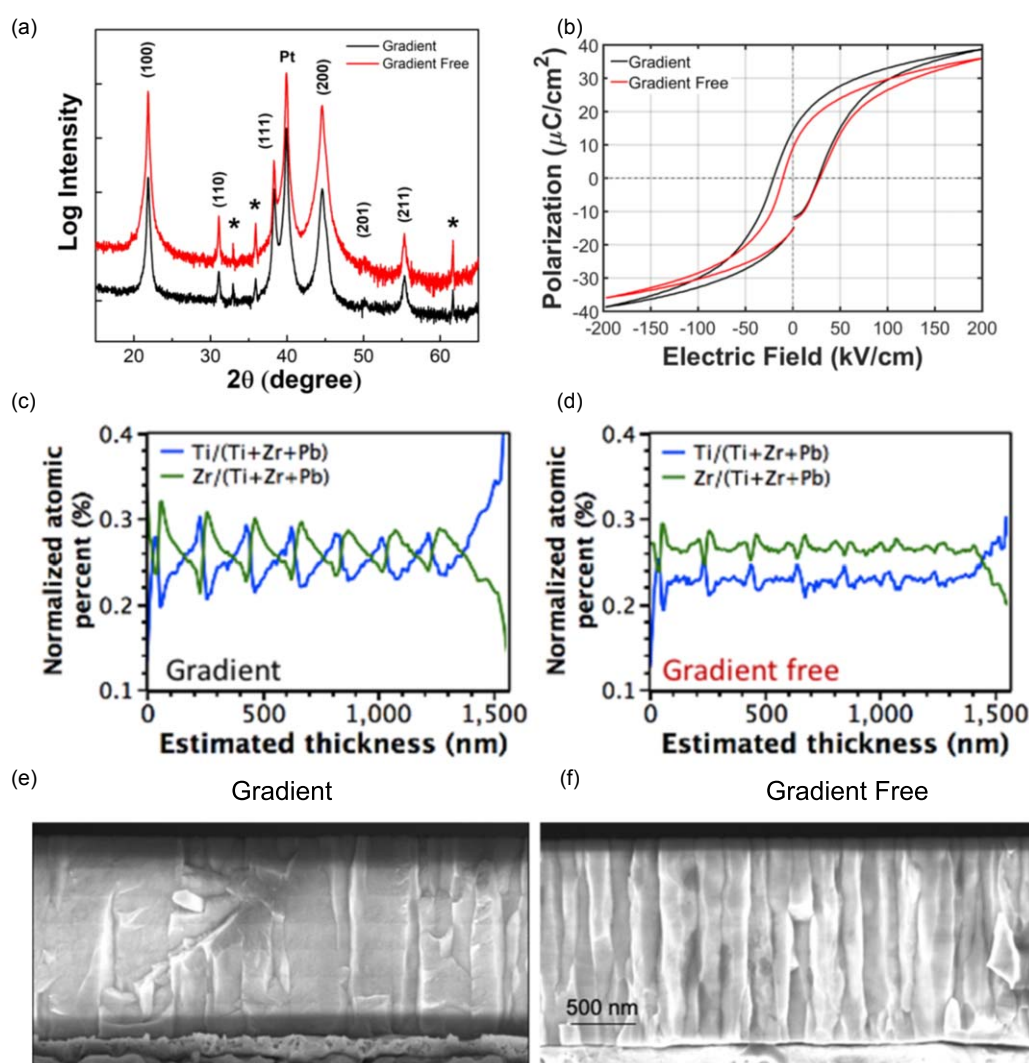 (a)
Log Intensity
(100)
(110)
*
*
(111)
Pt
(200)
(201)
(211)
*
Gradient
Gradient Free
20 30 40 50 60
2θ (degree)
(b)
Polarization (μC/cm²)
40
30
20
10
0
-10
-20
-30
-40
Gradient
Gradient Free
-200 -150 -100 -50 0 50 100 150 200
Electric Field (kV/cm)
(c)
Normalized atomic
percent (%)
0.4
0.3
0.2
0.1
Ti/(Ti+Zr+Pb)
Zr/(Ti+Zr+Pb)
Gradient
0 500 1,000 1,500
Estimated thickness (nm)
(d)
Normalized atomic
percent (%)
0.4
0.3
0.2
0.1
Ti/(Ti+Zr+Pb)
Zr/(Ti+Zr+Pb)
Gradient free
0 500 1,000 1,500
Estimated thickness (nm)
(e)
Gradient
(f)
Gradient Free
500 nm